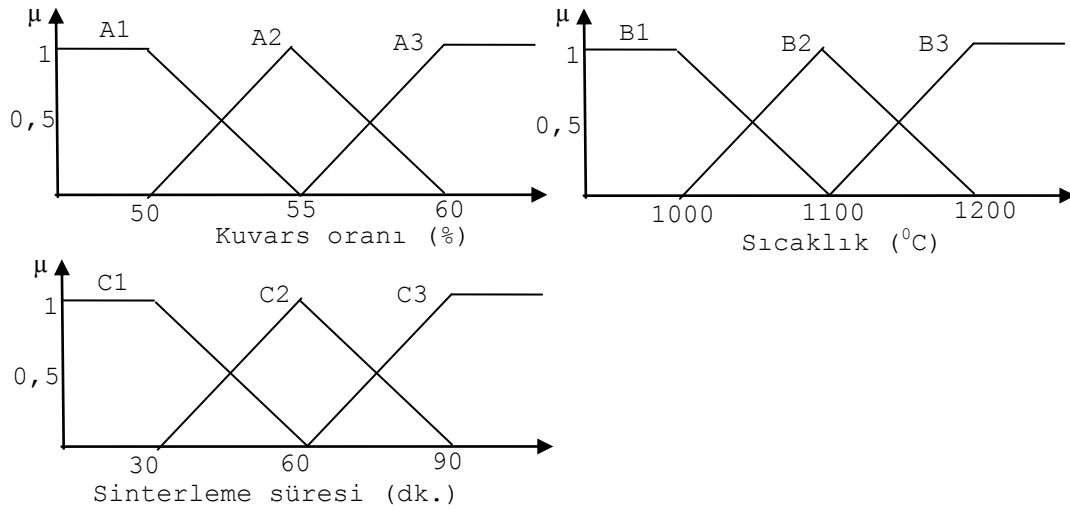 μ
A1 A2 A3
1
0,5
50 55 60
Kuvars oranı (%)
μ
B1 B2 B3
1
0,5
1000 1100 1200
Sıcaklık (⁰C)
μ
C1 C2 C3
1
0,5
30 60 90
Sinterleme süresi (dk.)